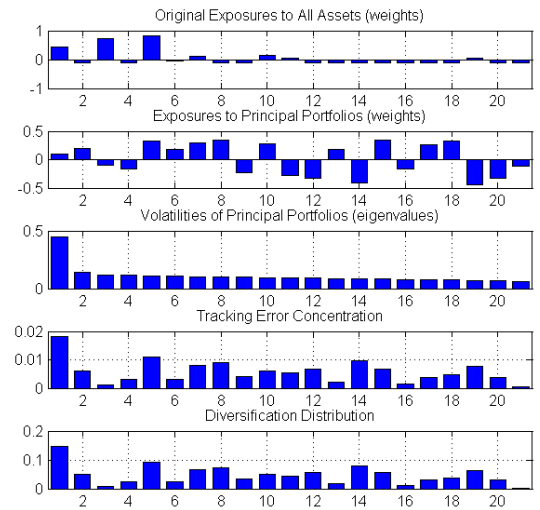 Original Exposures to All Assets (weights)
1
0
-1
2 4 6 8 10 12 14 16 18 20
Exposures to Principal Portfolios (weights)
0.5
0
-0.5
2 4 6 8 10 12 14 16 18 20
Volatilities of Principal Portfolios (eigenvalues)
0.5
0
2 4 6 8 10 12 14 16 18 20
Tracking Error Concentration
0.02
0.01
0
2 4 6 8 10 12 14 16 18 20
Diversification Distribution
0.2
0.1
0
2 4 6 8 10 12 14 16 18 20